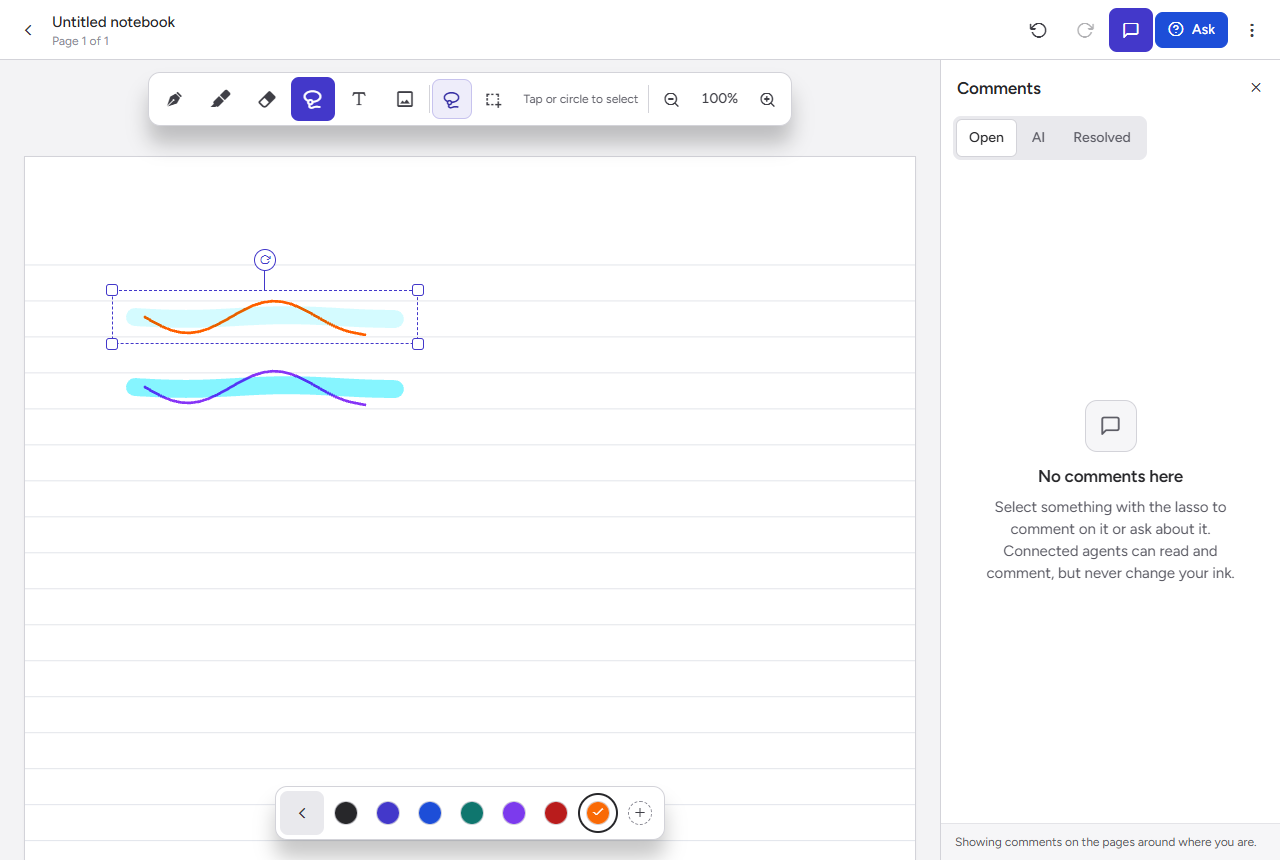 Untitled notebook
Page 1 of 1
Ask
Tap or circle to select
100%
Comments
Open
AI
Resolved
No comments here
Select something with the lasso to
comment on it or ask about it.
Connected agents can read and
comment, but never change your ink.
Showing comments on the pages around where you are.